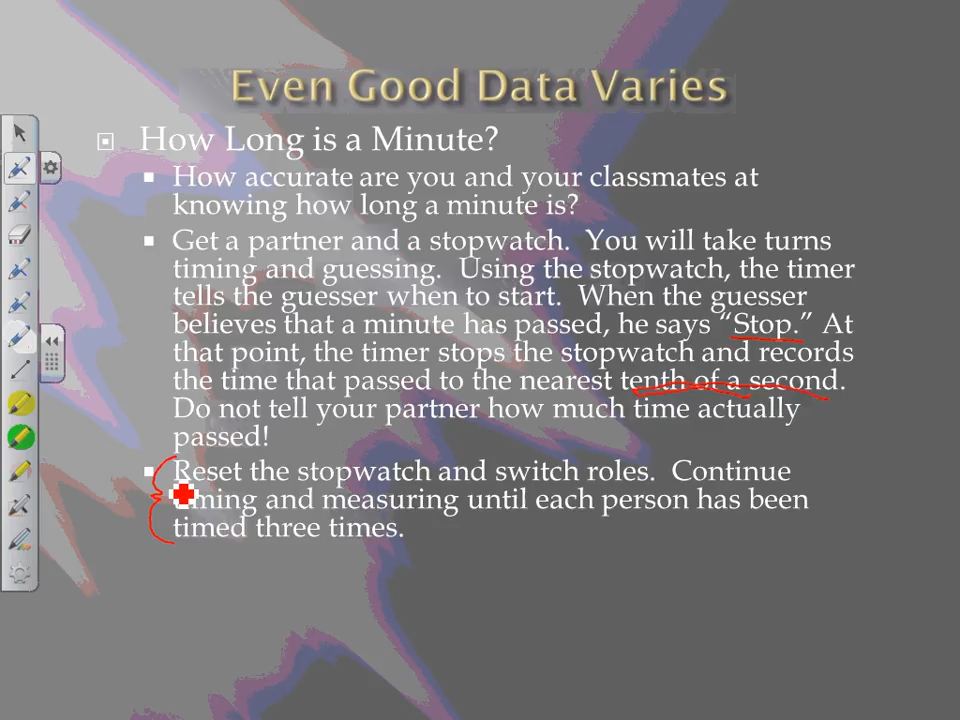 Even Good Data Varies
How Long is a Minute?
How accurate are you and your classmates at
knowing how long a minute is?
Get a partner and a stopwatch.  You will take turns
timing and guessing.  Using the stopwatch, the timer
tells the guesser when to start.  When the guesser
believes that a minute has passed, he says “Stop.” At
that point, the timer stops the stopwatch and records
the time that passed to the nearest tenth of a second.
Do not tell your partner how much time actually
passed!
Reset the stopwatch and switch roles.  Continue
timing and measuring until each person has been
timed three times.